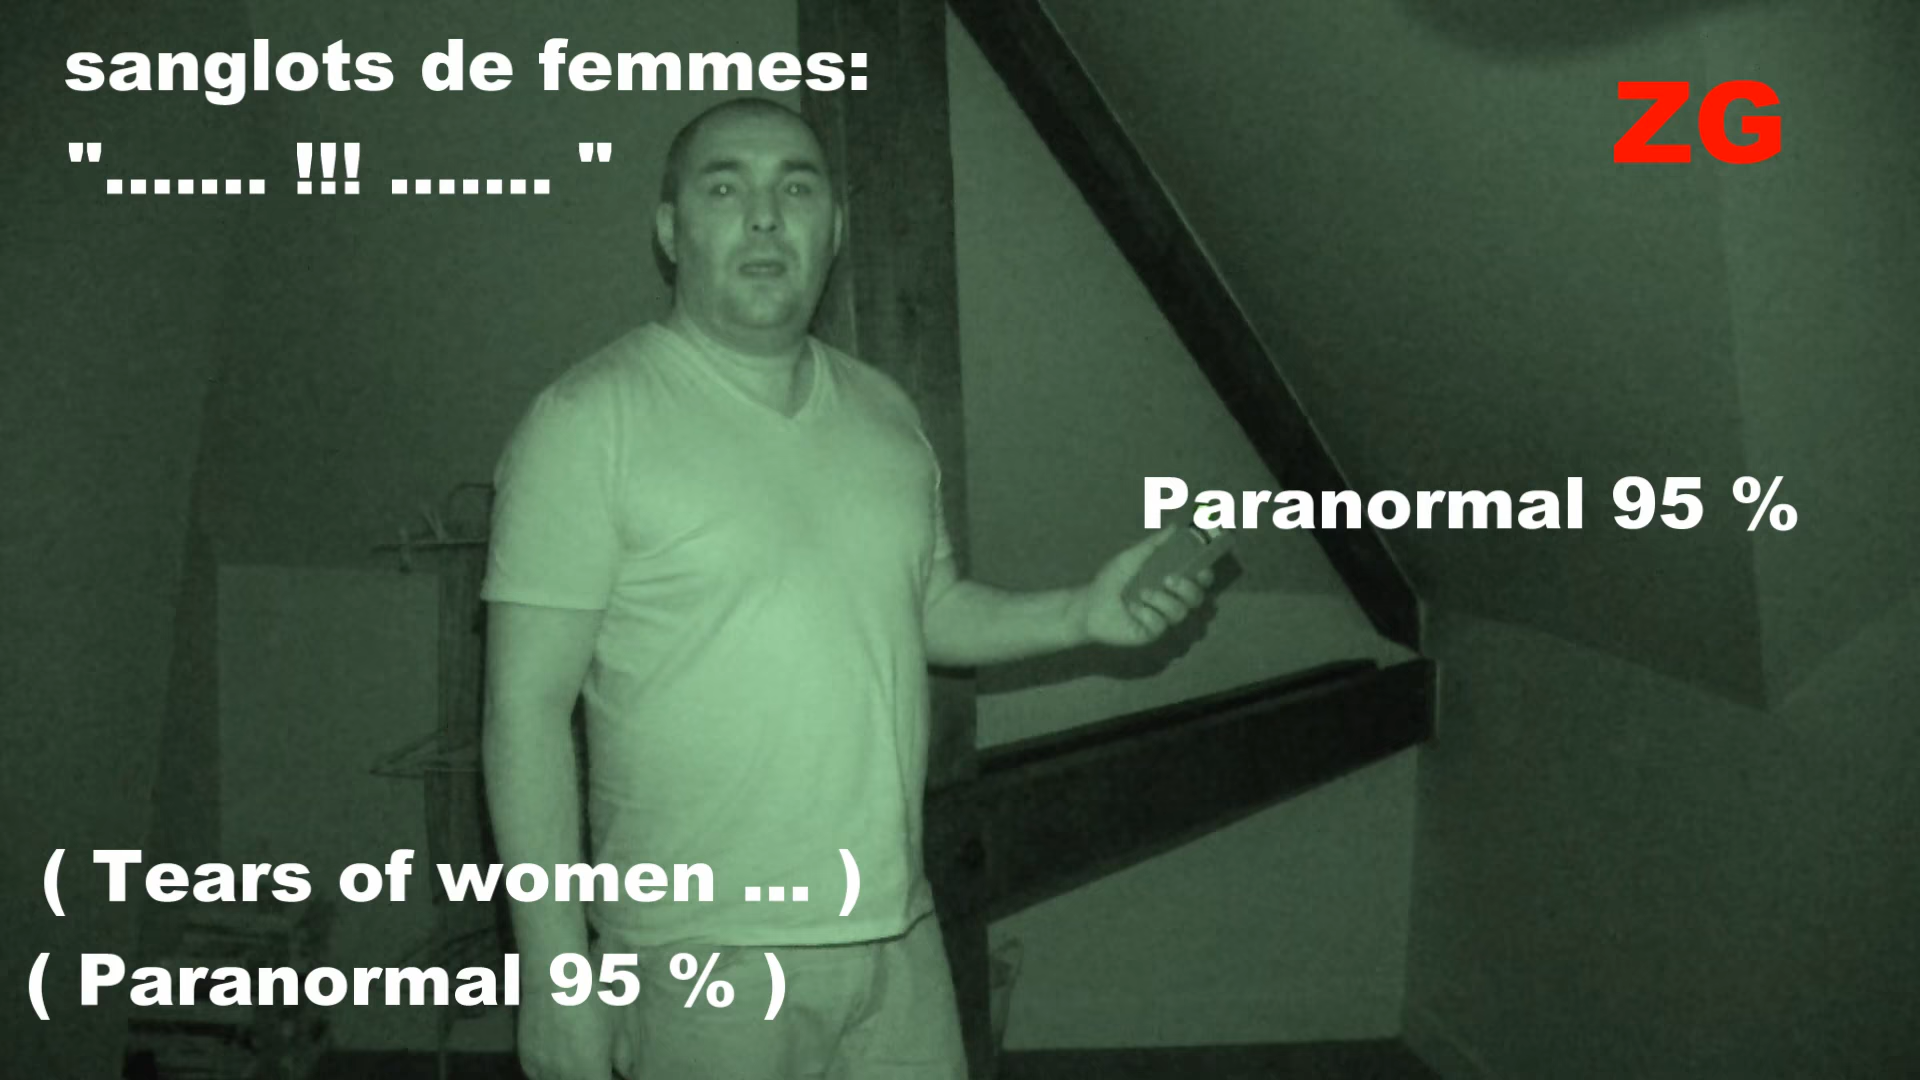 sanglots de femmes:
"....... !!! ....... "
ZG
Paranormal 95 %
( Tears of women ... )
( Paranormal 95 % )